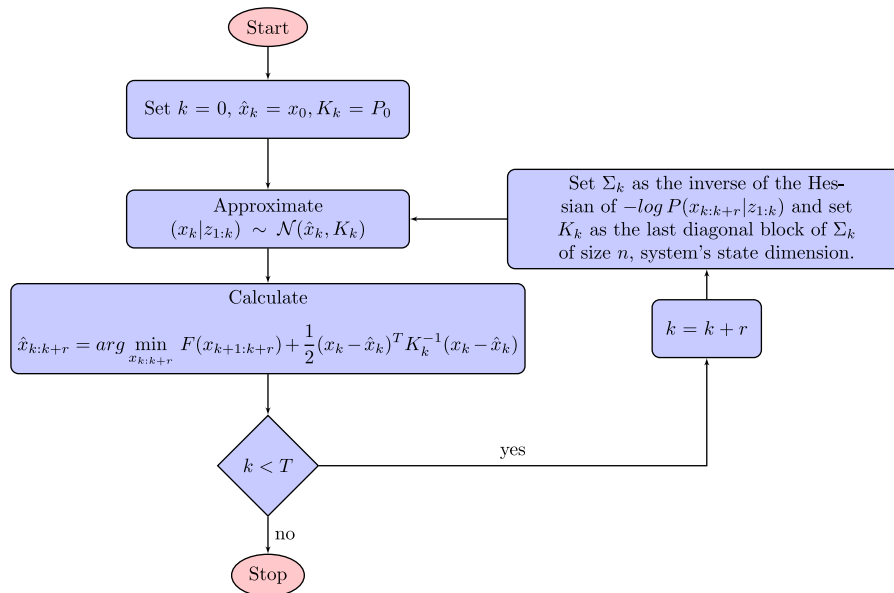 Start
Set k = 0, x̂_k = x_0, K_k = P_0
Approximate
(x_k|z_{1:k}) ∼ 𝒩(x̂_k, K_k)
Calculate
x̂_{k:k+r} = arg min_{x_{k:k+r}} F(x_{k+1:k+r}) + \frac{1}{2}(x_k − x̂_k)^T K_k^{−1}(x_k − x̂_k)
k < T
yes
no
Stop
k = k + r
Set Σ_k as the inverse of the Hes-
sian of −log P(x_{k:k+r}|z_{1:k}) and set
K_k as the last diagonal block of Σ_k
of size n, system's state dimension.